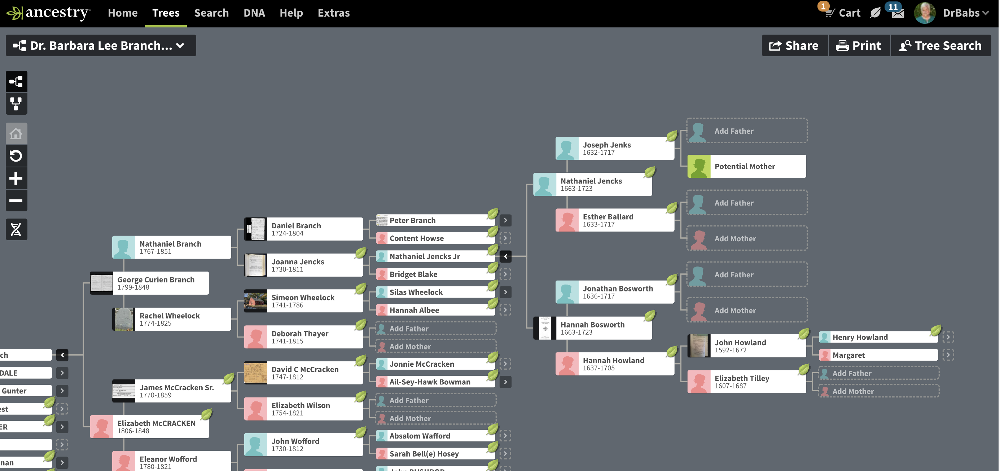 ancestry
Home
Trees
Search
DNA
Help
Extras
1
Cart
11
DrBabs
Dr. Barbara Lee Branch...
Share
Print
Tree Search
ch
DALE
Gunter
est
ER
nan
George Curien Branch
1799-1848
Elizabeth McCRACKEN
1806-1848
Nathaniel Branch
1767-1851
Rachel Wheelock
1774-1825
James McCracken Sr.
1770-1859
Eleanor Wofford
1780-1821
Daniel Branch
1724-1804
Joanna Jencks
1730-1811
Simeon Wheelock
1741-1786
Deborah Thayer
1741-1815
David C McCracken
1747-1812
Elizabeth Wilson
1754-1821
John Wofford
1730-1812
Peter Branch
Content Howse
Nathaniel Jencks Jr
Bridget Blake
Silas Wheelock
Hannah Albee
Add Father
Add Mother
Jonnie McCracken
Ail-Sey-Hawk Bowman
Add Father
Add Mother
Absalom Wafford
Sarah Bell(e) Hosey
John BUSHROD
Joseph Jenks
1632-1717
Nathaniel Jencks
1663-1723
Esther Ballard
1633-1717
Jonathan Bosworth
1636-1717
Hannah Bosworth
1663-1723
Hannah Howland
1637-1705
Add Father
Potential Mother
Add Father
Add Mother
Add Father
Add Mother
John Howland
1592-1672
Elizabeth Tilley
1607-1687
Henry Howland
Margaret
Add Father
Add Mother